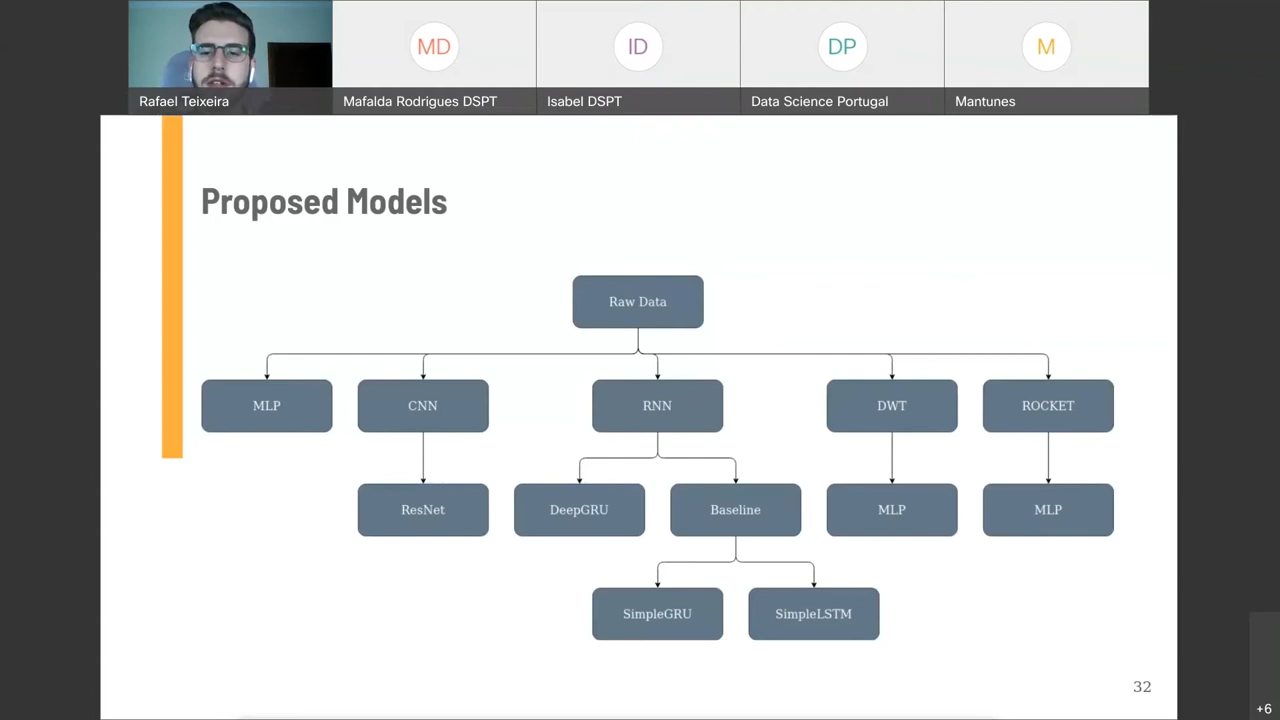 MD
ID
DP
M
Rafael Teixeira
Mafalda Rodrigues DSPT
Isabel DSPT
Data Science Portugal
Mantunes
Proposed Models
Raw Data
MLP
CNN
RNN
DWT
ROCKET
ResNet
DeepGRU
Baseline
MLP
MLP
SimpleGRU
SimpleLSTM
32
+6